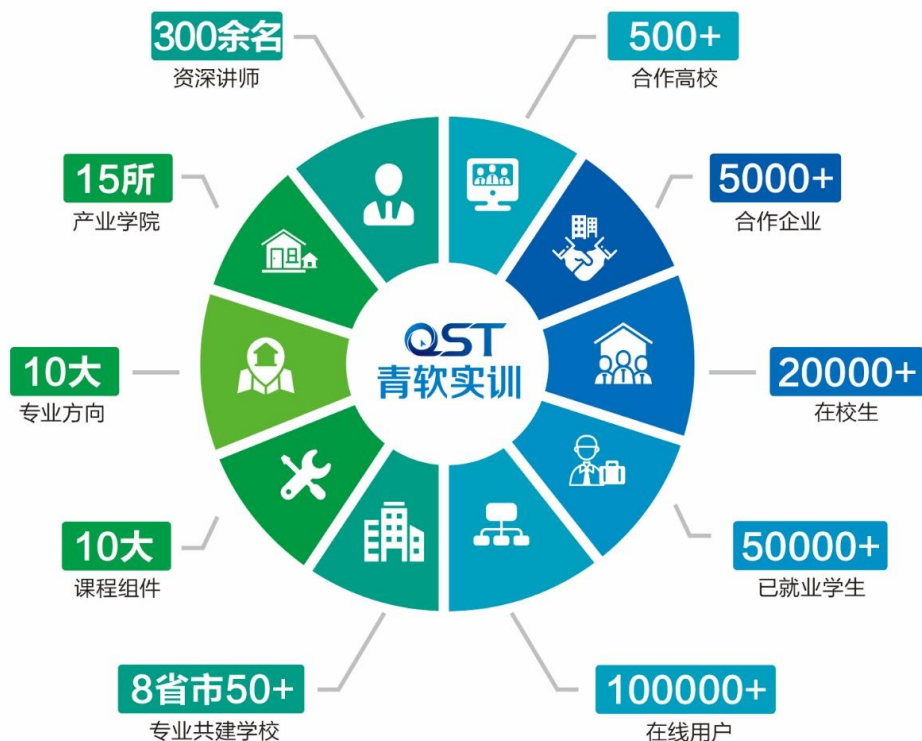 300余名
资深讲师
500+
合作高校
15所
产业学院
5000+
合作企业
QST
青软实训
10大
专业方向
20000+
在校生
10大
课程组件
50000+
已就业学生
8省市50+
专业共建学校
100000+
在线用户